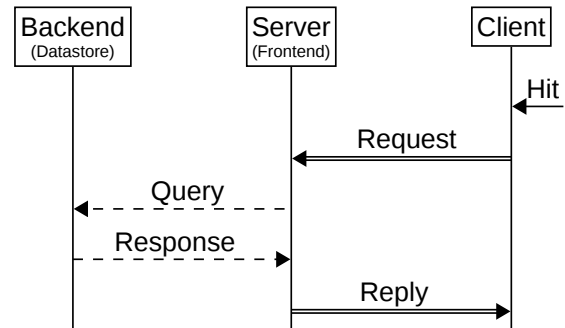 Backend
(Datastore)
Server
(Frontend)
Client
Hit
Request
Query
Response
Reply